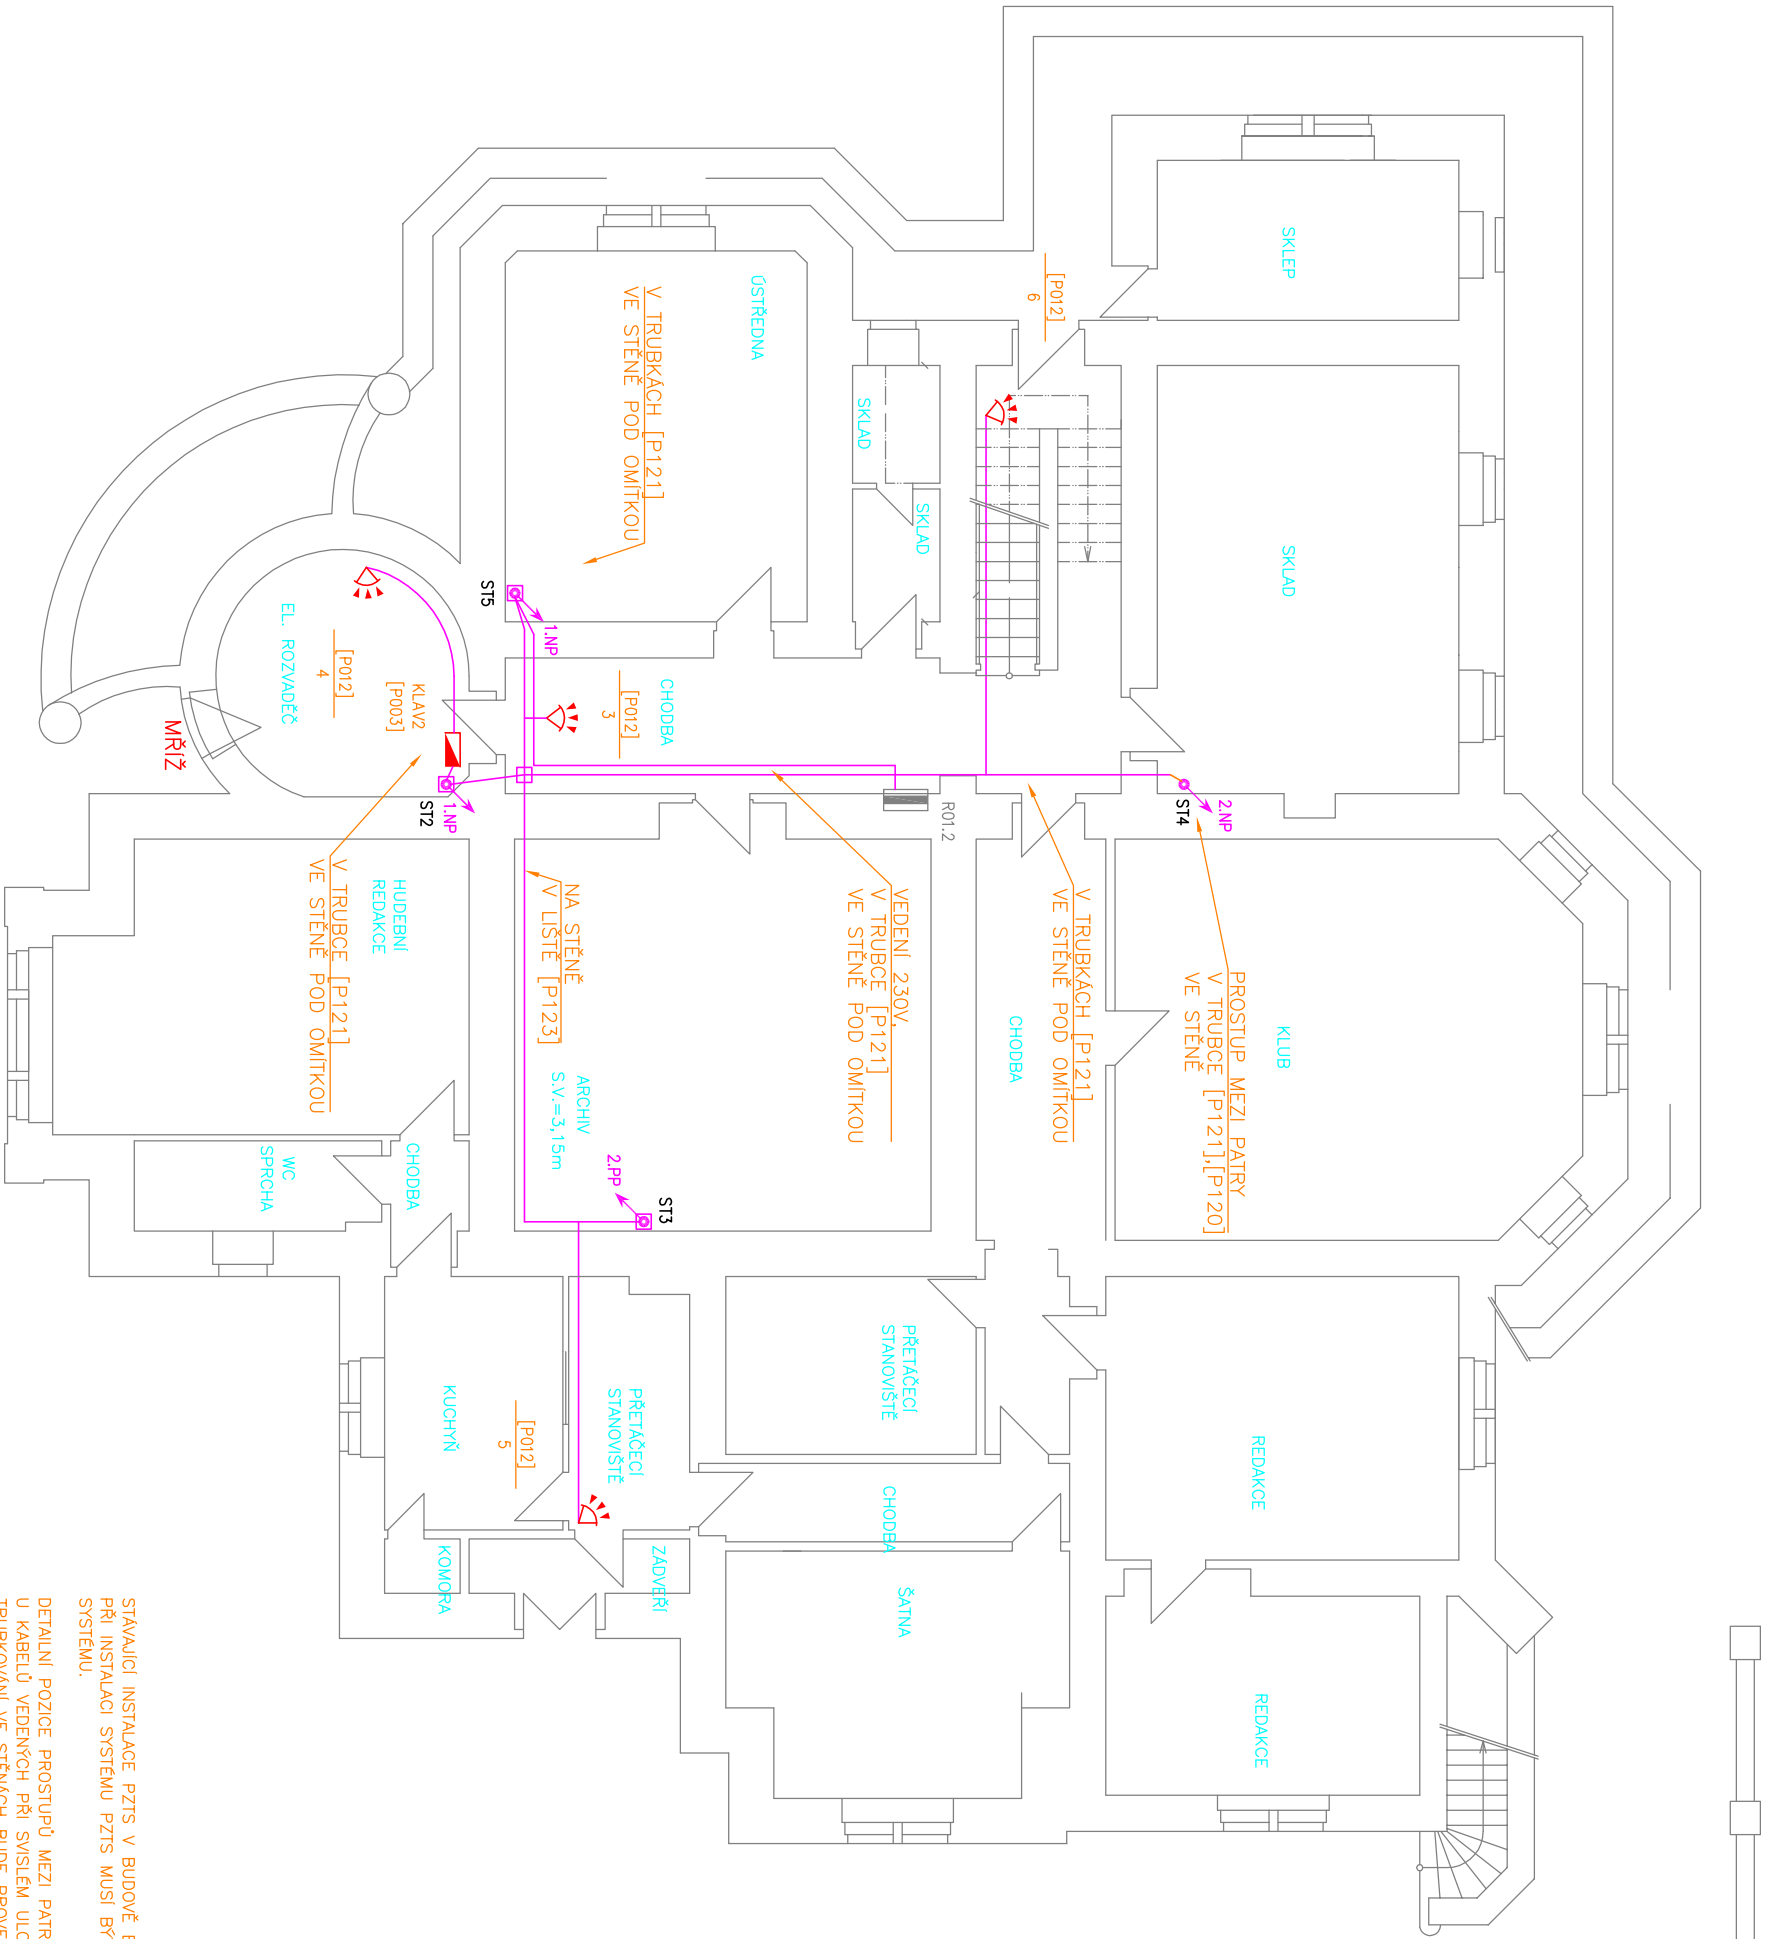 SKLEP
[P012]
6
ÚSTŘEDNA
V TRUBKÁCH [P121]
VE STĚNĚ POD OMÍTKOU
SKLAD
SKLAD
SKLAD
ST5
1.NP
EL. ROZVADĚČ
[P012]
4
KLAV2
[P003]
MŘÍŽ
CHODBA
[P012]
3
ST2
1.NP
R01.2
ST4
2.NP
HUDEBNÍ
REDAKCE
V TRUBCE [P121]
VE STĚNĚ POD OMÍTKOU
NA STĚNĚ
V LIŠTĚ [P123]
VEDENÍ 230V,
V TRUBCE [P121]
VE STĚNĚ POD OMÍTKOU
V TRUBKÁCH [P121]
VE STĚNĚ POD OMÍTKOU
PROSTUP MEZI PATRY
V TRUBCE [P121],[P120]
VE STĚNĚ
CHODBA
KLUB
ARCHIV
S.V.=3,15m
2.PP
ST3
WC
SPRCHA
CHODBA
KUCHYŇ
[P012]
5
PŘETÁČECÍ
STANOVIŠTĚ
PŘETÁČECÍ
STANOVIŠTĚ
REDAKCE
CHODBA
KOMORA
ZÁDVEŘÍ
ŠATNA
REDAKCE
STÁVAJÍCÍ INSTALACE PZTS V BUDOVĚ
PŘI INSTALACI SYSTÉMU PZTS MUSÍ
SYSTÉMU.
DETAILNÍ POZICE PROSTUPŮ MEZI
U KABELŮ VEDENÝCH PŘI SVISLÉM
TRUBKOVÁNÍ VE STĚNÁCH BUDE